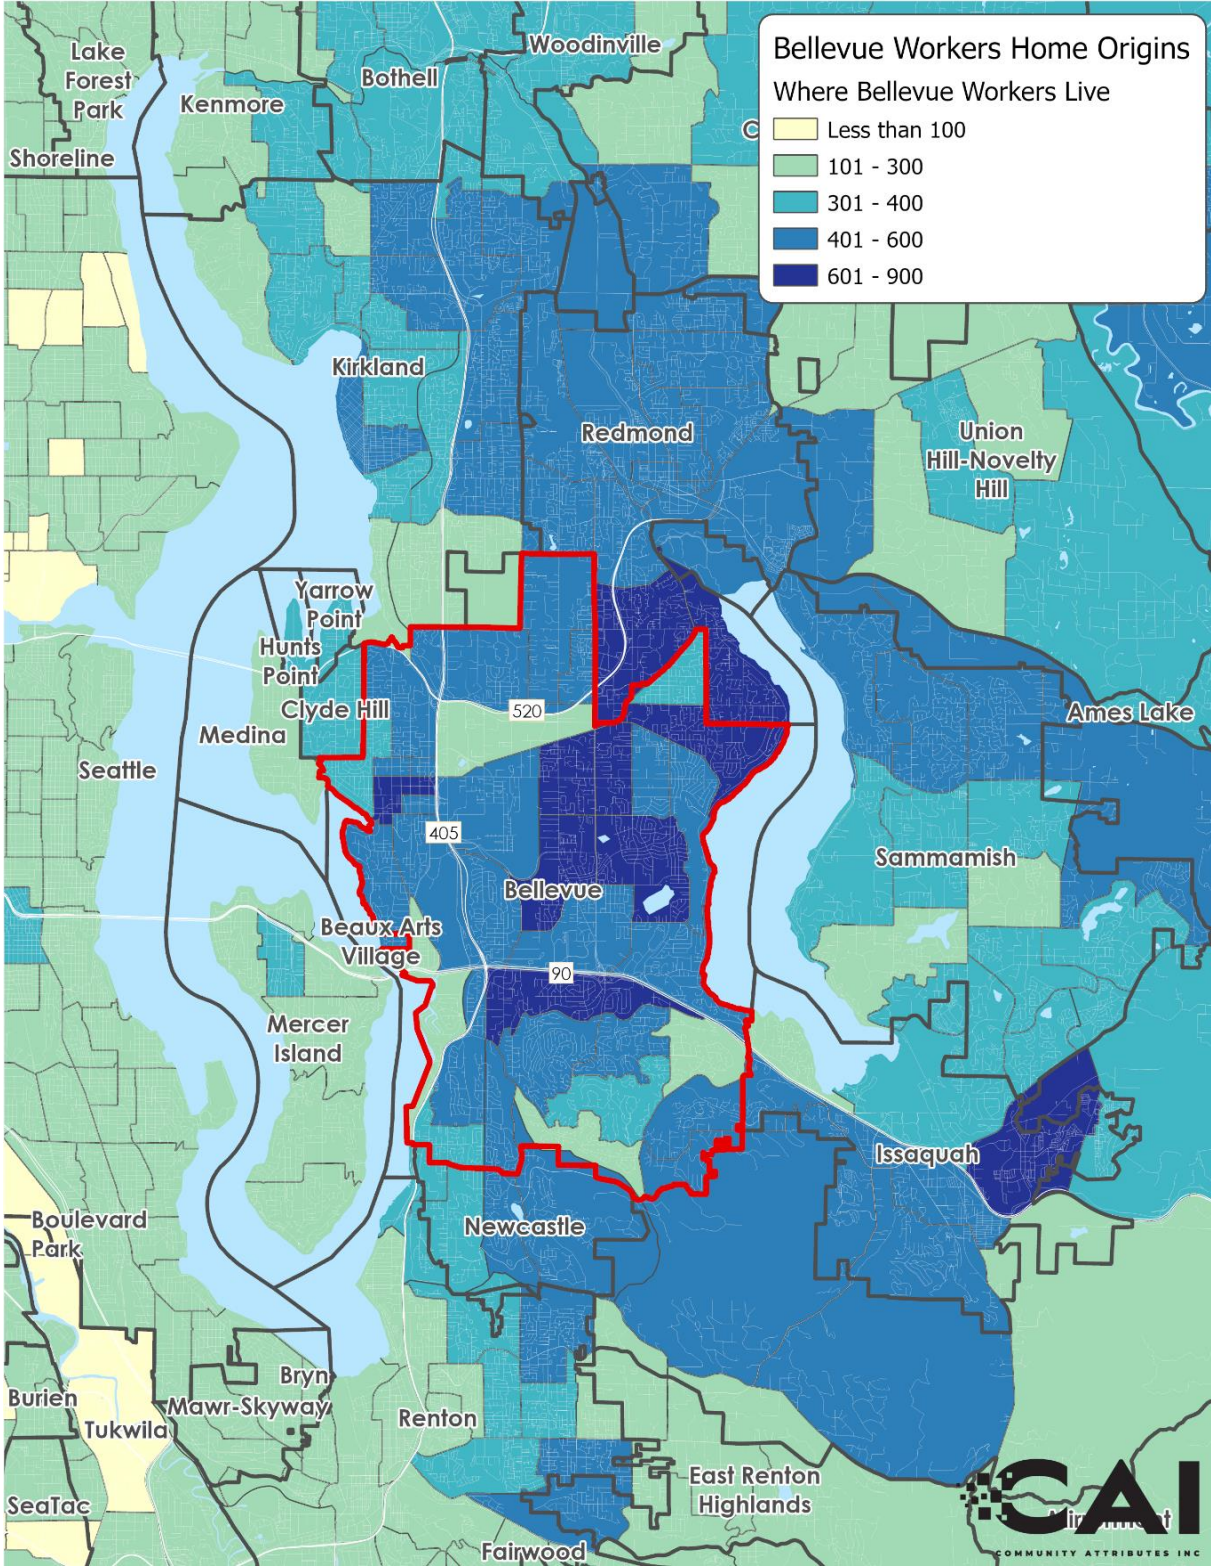 Bellevue Workers Home Origins
Where Bellevue Workers Live
Less than 100
101 - 300
301 - 400
401 - 600
601 - 900
Woodinville
Lake
Forest
Park
Bothell
Kenmore
C
Shoreline
Kirkland
Redmond
Union
Hill-Novelty
Hill
Yarrow
Point
Hunts
Point
Clyde Hill
520
Ames Lake
Medina
Seattle
405
Sammamish
Bellevue
Beaux Arts
Village
90
Mercer
Island
Issaquah
Boulevard
Park
Newcastle
Bryn
Mawr-Skyway
Burien
Tukwila
Renton
East Renton
Highlands
SeaTac
Fairwood
CAI
COMMUNITY ATTRIBUTES INC